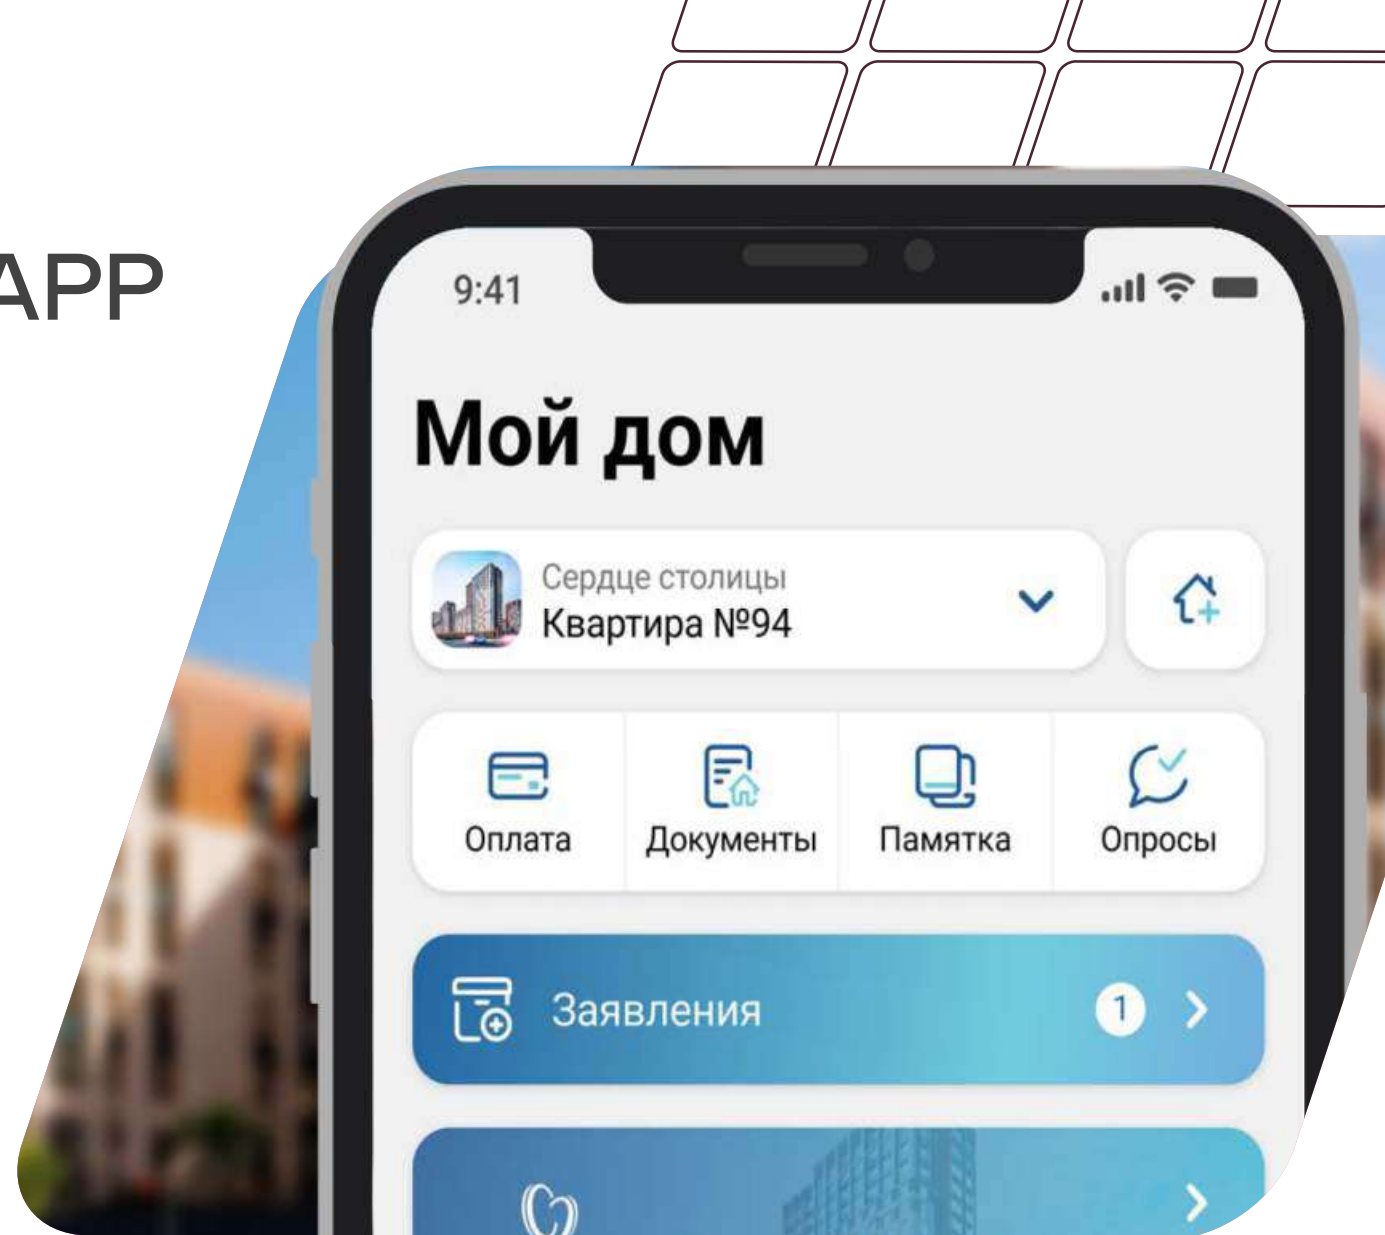 APP
9:41
Мой дом
Сердце столицы
Квартира №94
Оплата
Документы
Памятка
Опросы
Заявления
1